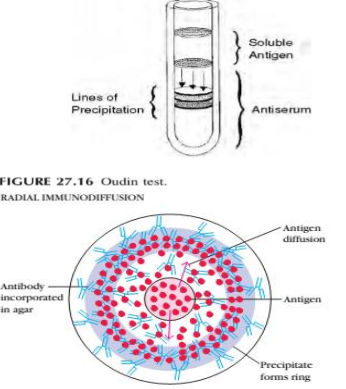 Soluble
Antigen
Lines of
Precipitation
Antiserum
FIGURE 27.16 Oudin test.
RADIAL IMMUNODIFFUSION
Antigen
diffusion
Antibody
incorporated
in agar
Antigen
Precipitate
forms ring